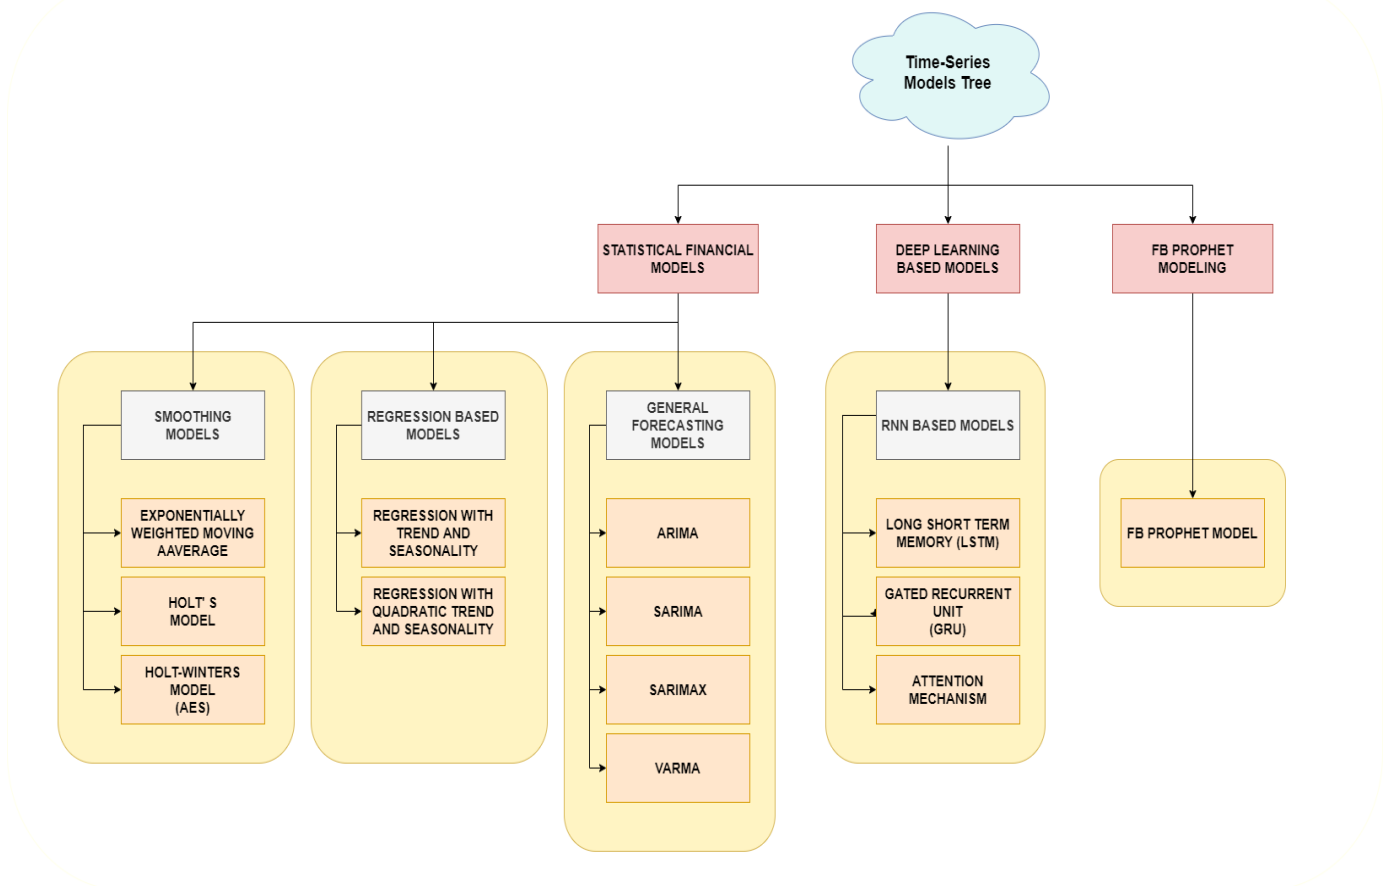 Time-Series
Models Tree
STATISTICAL FINANCIAL
MODELS
DEEP LEARNING
BASED MODELS
FB PROPHET
MODELING
SMOOTHING
MODELS
EXPONENTIALLY
WEIGHTED MOVING
AAVERAGE
HOLT' S
MODEL
HOLT-WINTERS
MODEL
(AES)
REGRESSION BASED
MODELS
REGRESSION WITH
TREND AND
SEASONALITY
REGRESSION WITH
QUADRATIC TREND
AND SEASONALITY
GENERAL
FORECASTING
MODELS
ARIMA
SARIMA
SARIMAX
VARMA
RNN BASED MODELS
LONG SHORT TERM
MEMORY (LSTM)
GATED RECURRENT
UNIT
(GRU)
ATTENTION
MECHANISM
FB PROPHET MODEL